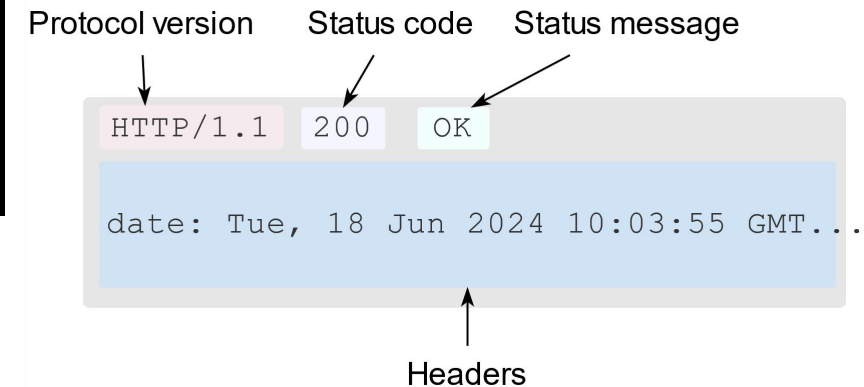 Protocol version Status code Status message
HTTP/1.1 200 OK
date: Tue, 18 Jun 2024 10:03:55 GMT...
Headers